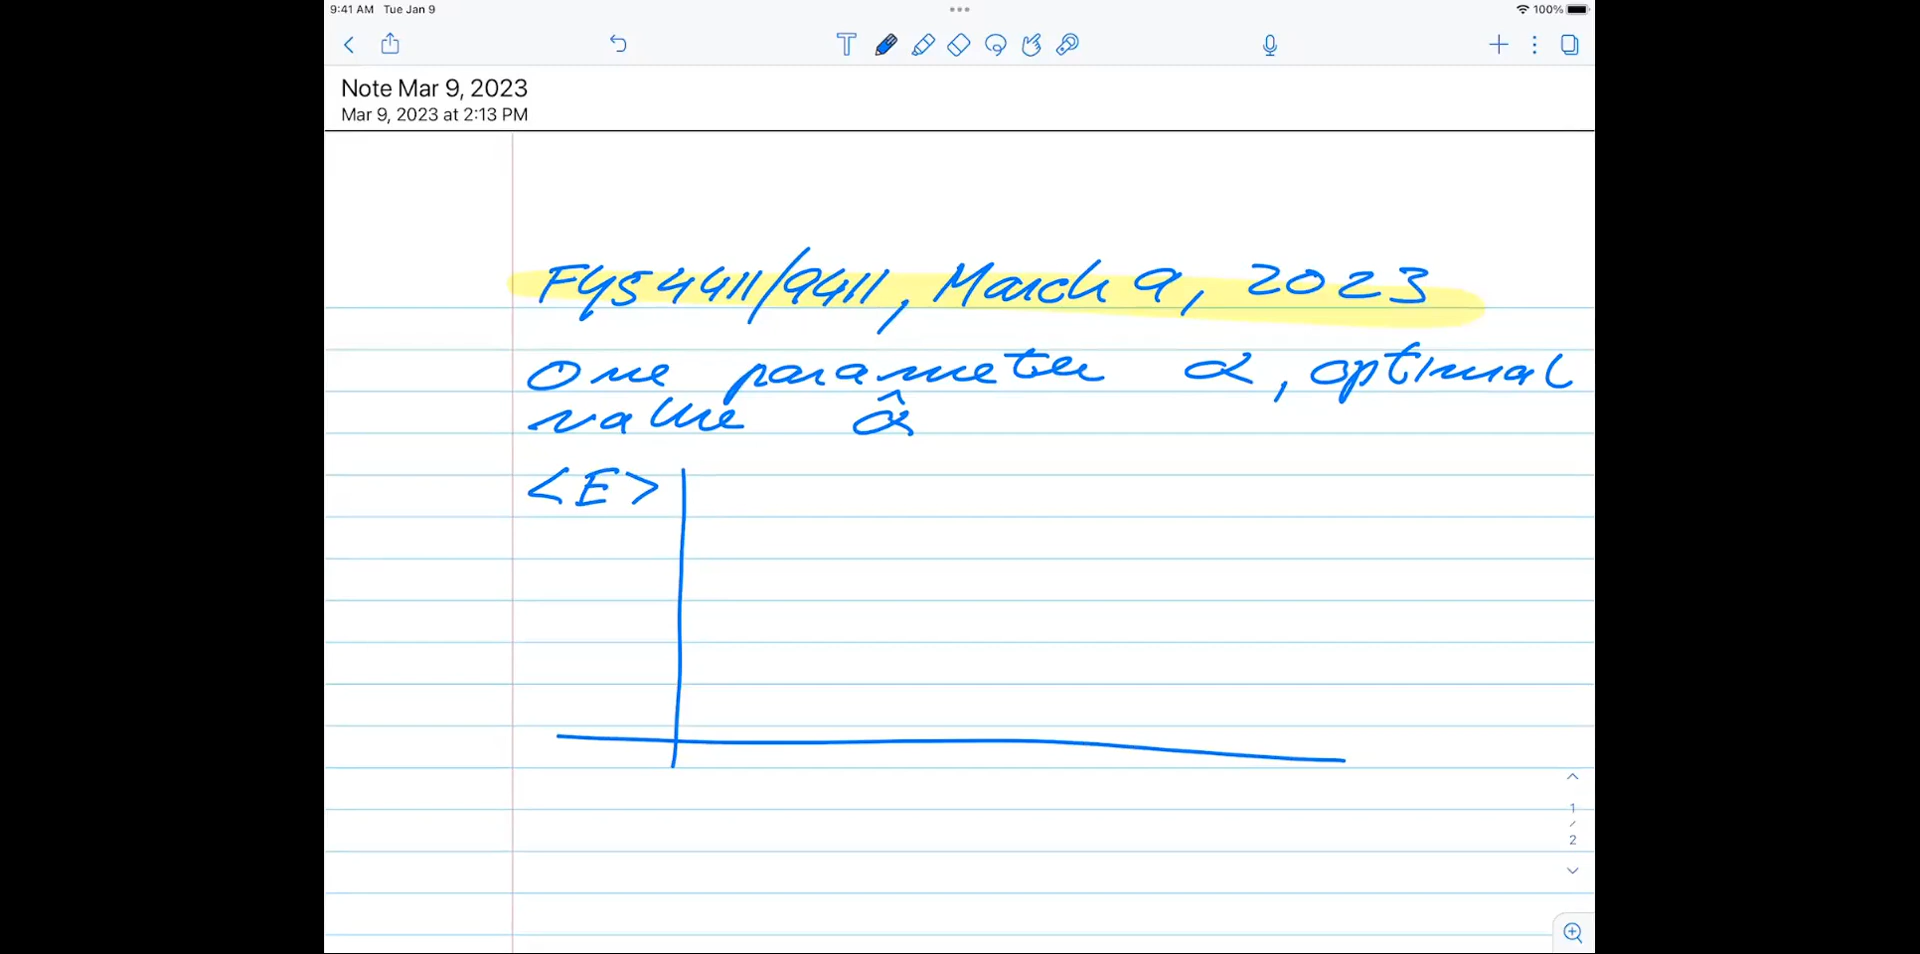 9:41 AM Tue Jan 9
100%
Note Mar 9, 2023
Mar 9, 2023 at 2:13 PM
FYS4411/9411, March 9, 2023
One parameter α, optimal
value α̂
<E>
1
/
2